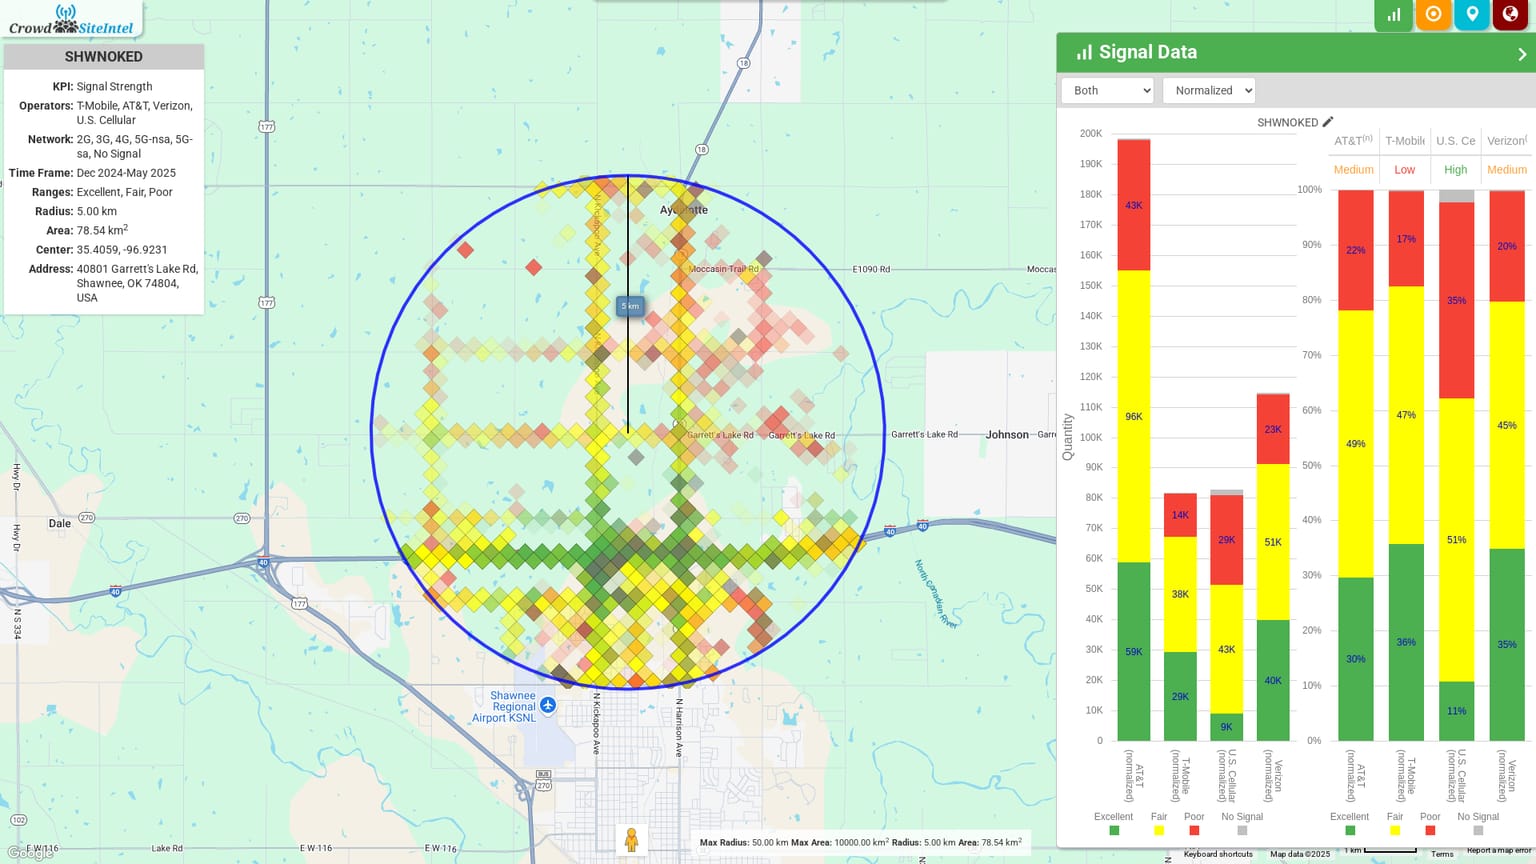 Crowd SiteIntel
SHWNOKED
KPI: Signal Strength
Operators: T-Mobile, AT&T, Verizon,
U.S. Cellular
Network: 2G, 3G, 4G, 5G-nsa, 5G-
sa, No Signal
Time Frame: Dec 2024-May 2025
Ranges: Excellent, Fair, Poor
Radius: 5.00 km
Area: 78.54 km²
Center: 35.4059, -96.9231
Address: 40801 Garrett's Lake Rd,
Shawnee, OK 74804,
USA
177
18
18
177
Moccasin Trail Rd
E1090 Rd
Moccas
5 km
N Kickapoo Ave
Garrett's Lake Rd
Garrett's Lake Rd
Garrett's Lake Rd
Johnson
Garre
Hwy Dr
Hwy Dr
Dale
270
270
40
40
40
40
177
N S 334
North Canadian River
Shawnee
Regional
Airport KSNL
N Kickapoo Ave
N Harrison Ave
BUS
270
102
E W116
Lake Rd
E W 116
E W 116
Google
Max Radius: 50.00 km Max Area: 10000.00 km² Radius: 5.00 km Area: 78.54 km²
Keyboard shortcuts
Map data ©2025
1 km
Terms
Report a map error
Signal Data
Both
Normalized
SHWNOKED
Quantity
200K
190K
180K
170K
160K
150K
140K
130K
120K
110K
100K
90K
80K
70K
60K
50K
40K
30K
20K
10K
0
43K
96K
59K
14K
38K
29K
29K
43K
9K
23K
51K
40K
AT&T
(normalized)
T-Mobile
(normalized)
U.S. Cellular
(normalized)
Verizon
(normalized)
Excellent
Fair
Poor
No Signal
AT&T(n)
T-Mobile
U.S. Ce
Verizon(
Medium
Low
High
Medium
100%
90%
80%
70%
60%
50%
40%
30%
20%
10%
0%
22%
49%
30%
17%
47%
36%
35%
51%
11%
20%
45%
35%
AT&T
(normalized)
T-Mobile
(normalized)
U.S. Cellular
(normalized)
Verizon
(normalized)
Excellent
Fair
Poor
No Signal